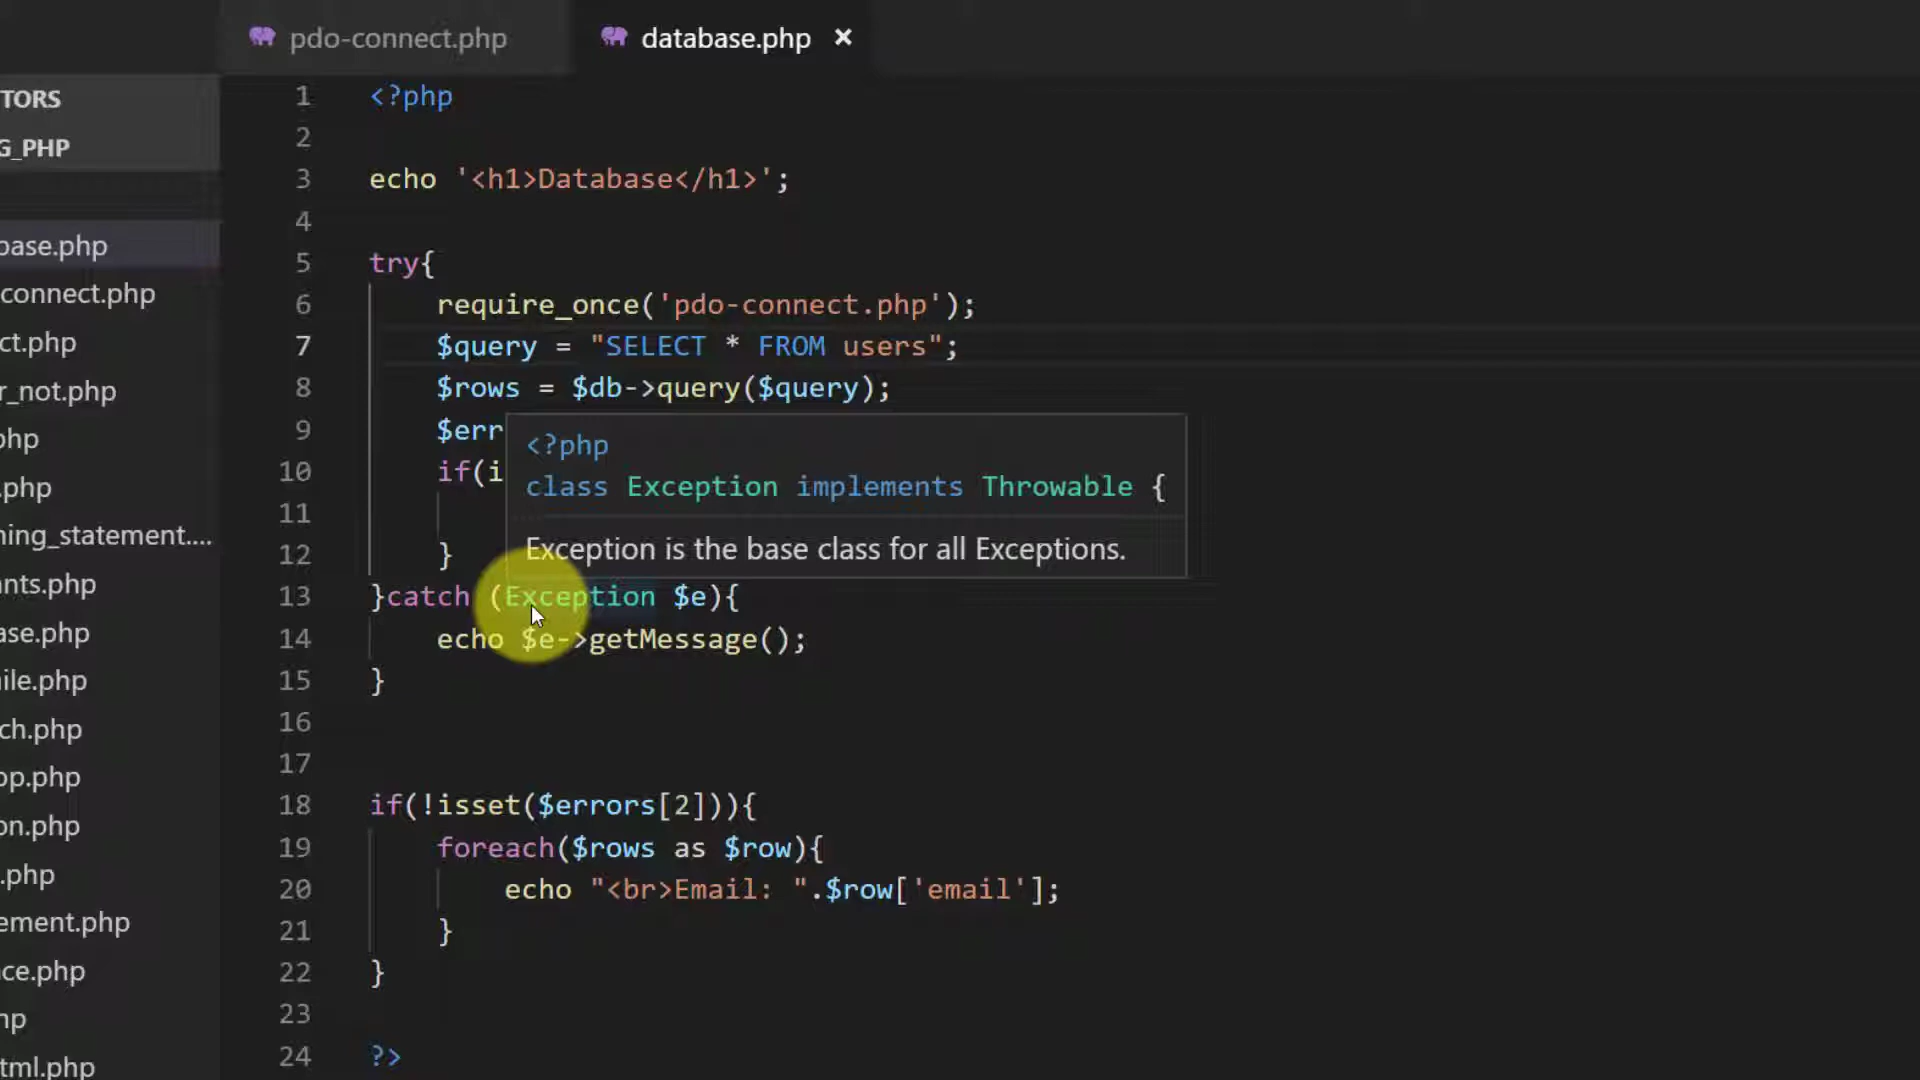 pdo-connect.php
database.php ×
TORS
G_PHP
base.php
connect.php
ct.php
r_not.php
php
.php
ning_statement....
ants.php
ase.php
ile.php
ch.php
op.php
on.php
.php
ement.php
ce.php
hp
tml.php
1 <?php
2
3 echo '<h1>Database</h1>';
4
5 try{
6 require_once('pdo-connect.php');
7 $query = "SELECT * FROM users";
8 $rows = $db->query($query);
9 $err
10 if(i
11
12 }
<?php
class Exception implements Throwable {
Exception is the base class for all Exceptions.
13 }catch (Exception $e){
14 echo $e->getMessage();
15 }
16
17
18 if(!isset($errors[2])){
19 foreach($rows as $row){
20 echo "<br>Email: ".$row['email'];
21 }
22 }
23
24 ?>